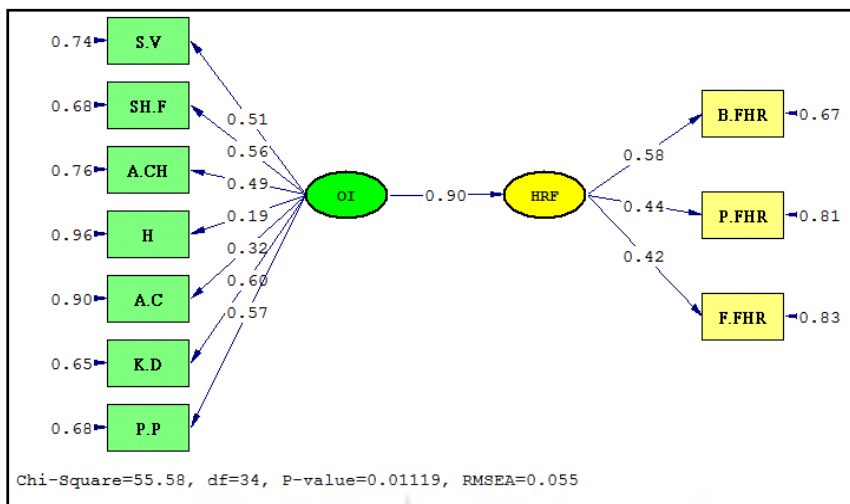 0.74 S.V
0.51
0.68 SH.F
0.56
0.76 A.CH
0.49
0.96 H
0.19
0.90 A.C
0.32
0.65 K.D
0.60
0.68 P.P
0.57
OI 0.90 HRF
0.58 B.FHR 0.67
0.44 P.FHR 0.81
0.42 F.FHR 0.83
Chi-Square=55.58, df=34, P-value=0.01119, RMSEA=0.055